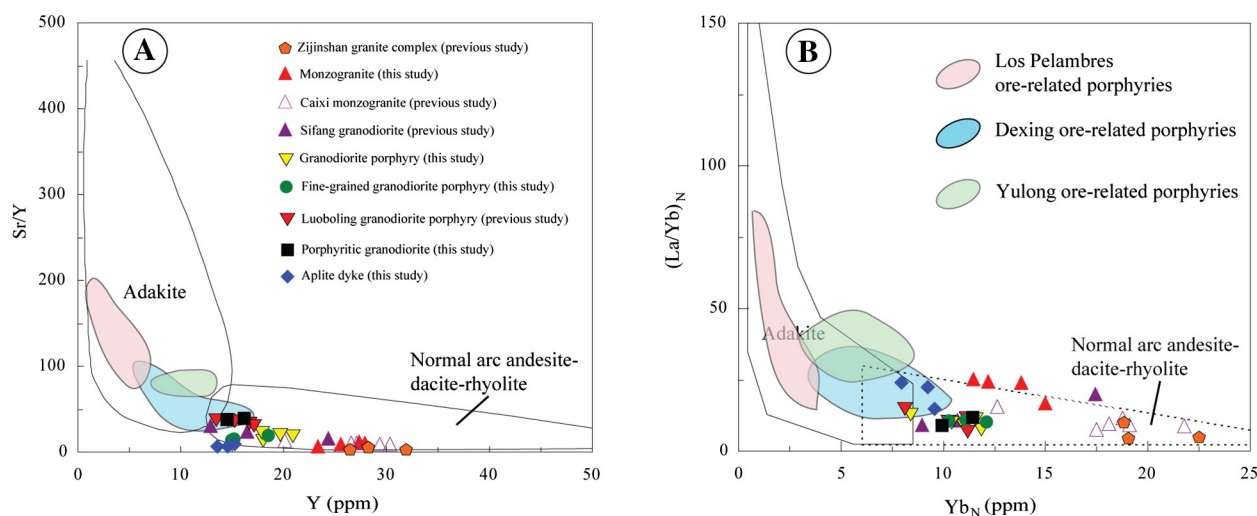 A
500
400
300
200
100
0
Sr/Y
0
10
20
30
40
50
Y (ppm)
Zijinshan granite complex (previous study)
Monzogranite (this study)
Caixi monzogranite (previous study)
Sifang granodiorite (previous study)
Granodiorite porphyry (this study)
Fine-grained granodiorite porphyry (this study)
Luoboling granodiorite porphyry (previous study)
Porphyritic granodiorite (this study)
Aplite dyke (this study)
Adakite
Normal arc andesite-
dacite-rhyolite
B
150
100
50
0
(La/Yb)N
0
5
10
15
20
25
YbN (ppm)
Los Pelambres
ore-related porphyries
Dexing ore-related porphyries
Yulong ore-related porphyries
Adakite
Normal arc andesite-
dacite-rhyolite